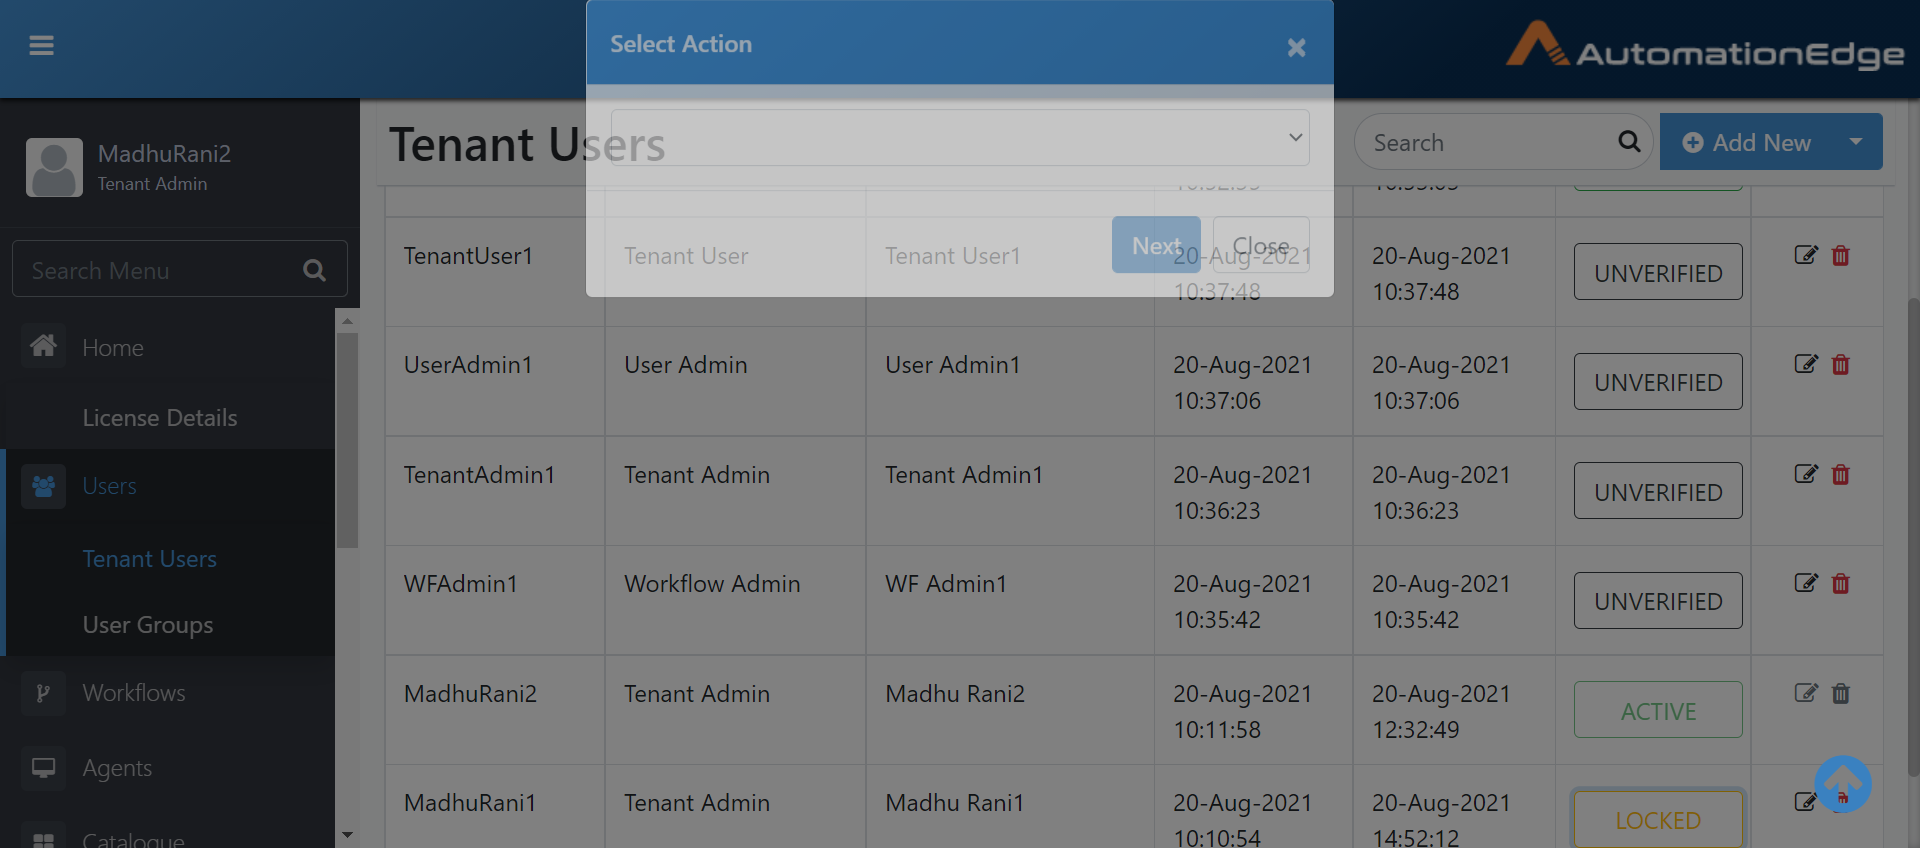 Select Action
AutomationEdge
MadhuRani2
Tenant Admin
Search Menu
Home
License Details
Users
Tenant Users
User Groups
Workflows
Agents
Catalogue
Tenant Users
Search
Add New
Next
Close
10:52:59
TenantUser1 Tenant User Tenant User1 20-Aug-2021 20-Aug-2021 UNVERIFIED
10:37:48 10:37:48
UserAdmin1 User Admin User Admin1 20-Aug-2021 20-Aug-2021 UNVERIFIED
10:37:06 10:37:06
TenantAdmin1 Tenant Admin Tenant Admin1 20-Aug-2021 20-Aug-2021 UNVERIFIED
10:36:23 10:36:23
WFAdmin1 Workflow Admin WF Admin1 20-Aug-2021 20-Aug-2021 UNVERIFIED
10:35:42 10:35:42
MadhuRani2 Tenant Admin Madhu Rani2 20-Aug-2021 20-Aug-2021 ACTIVE
10:11:58 12:32:49
MadhuRani1 Tenant Admin Madhu Rani1 20-Aug-2021 20-Aug-2021 LOCKED
10:10:54 14:52:12